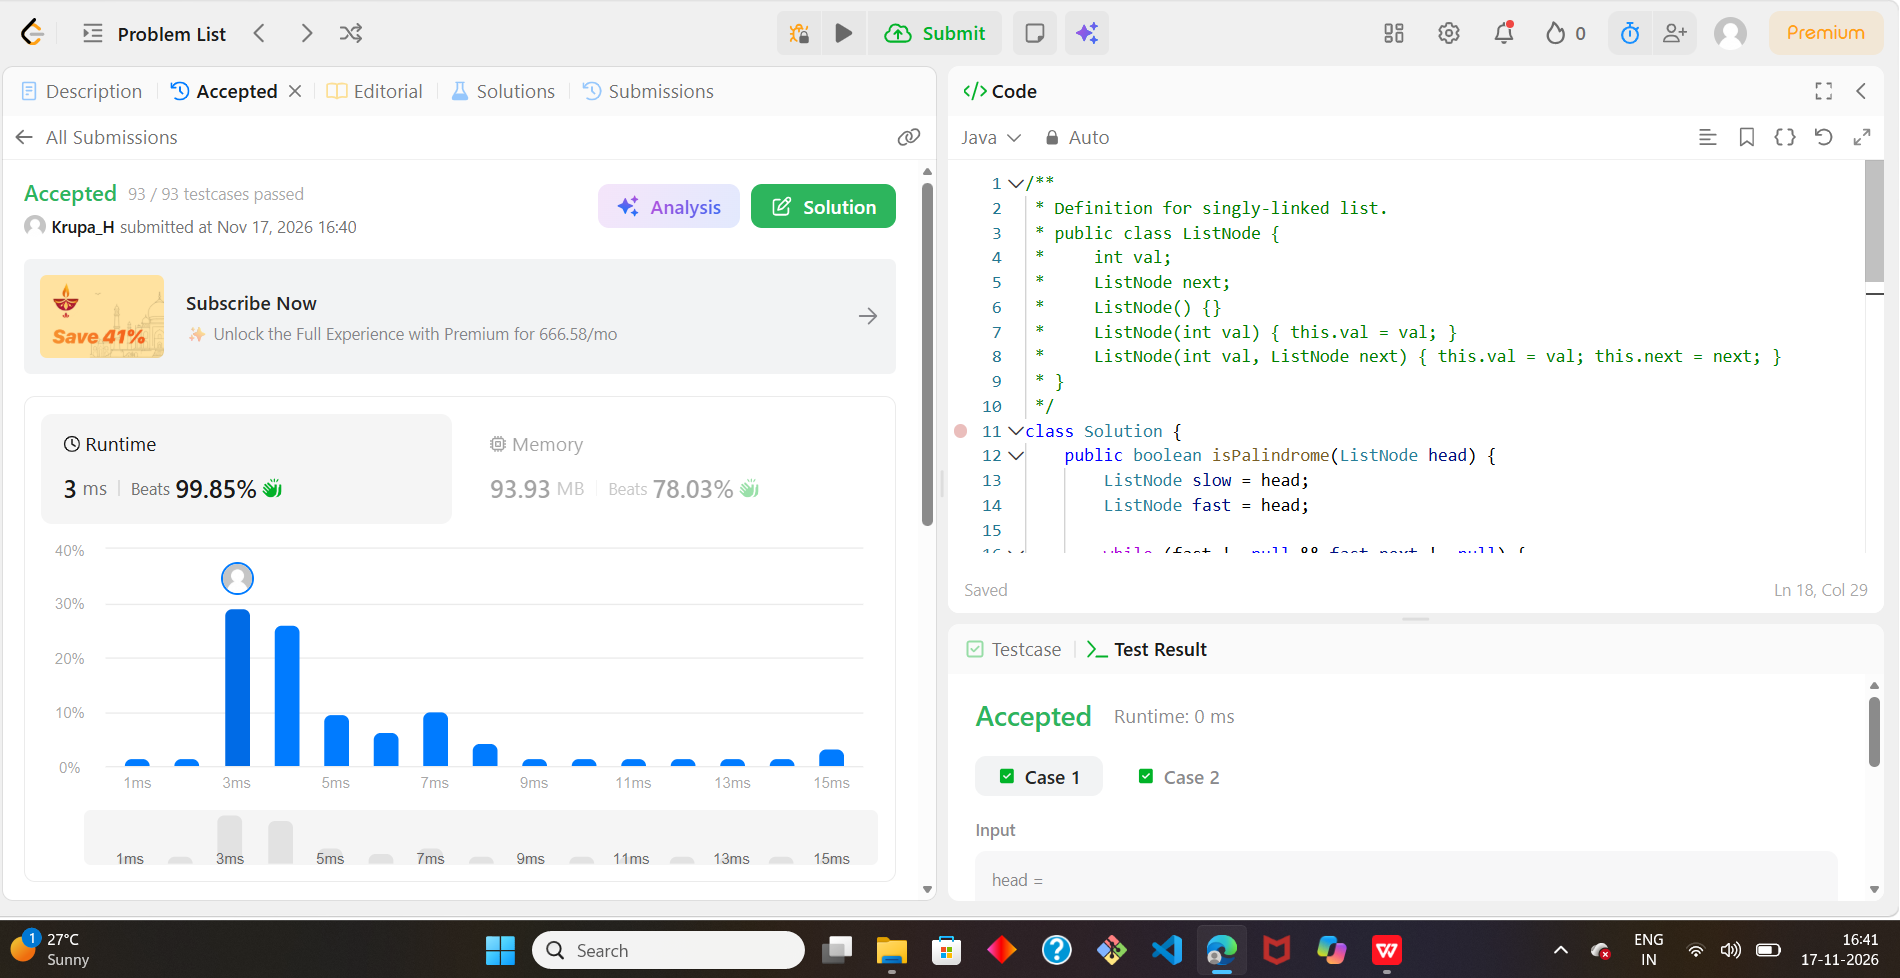 Problem List
Submit
0
Premium
Description
Accepted
Editorial
Solutions
Submissions
All Submissions
Accepted 93 / 93 testcases passed
Krupa_H submitted at Nov 17, 2026 16:40
Analysis
Solution
Save 41%
Subscribe Now
✨ Unlock the Full Experience with Premium for 666.58/mo
Runtime
3 ms | Beats 99.85%
Memory
93.93 MB | Beats 78.03%
40%
30%
20%
10%
0%
1ms 3ms 5ms 7ms 9ms 11ms 13ms 15ms
1ms 3ms 5ms 7ms 9ms 11ms 13ms 15ms
</> Code
Java
Auto
1 /**
2  * Definition for singly-linked list.
3  * public class ListNode {
4  *     int val;
5  *     ListNode next;
6  *     ListNode() {}
7  *     ListNode(int val) { this.val = val; }
8  *     ListNode(int val, ListNode next) { this.val = val; this.next = next; }
9  * }
10  */
11 class Solution {
12     public boolean isPalindrome(ListNode head) {
13         ListNode slow = head;
14         ListNode fast = head;
15
16         while (fast != null && fast.next != null) {
Saved
Ln 18, Col 29
Testcase
Test Result
Accepted Runtime: 0 ms
Case 1
Case 2
Input
head =
1
27°C
Sunny
Search
W
ENG
IN
16:41
17-11-2026